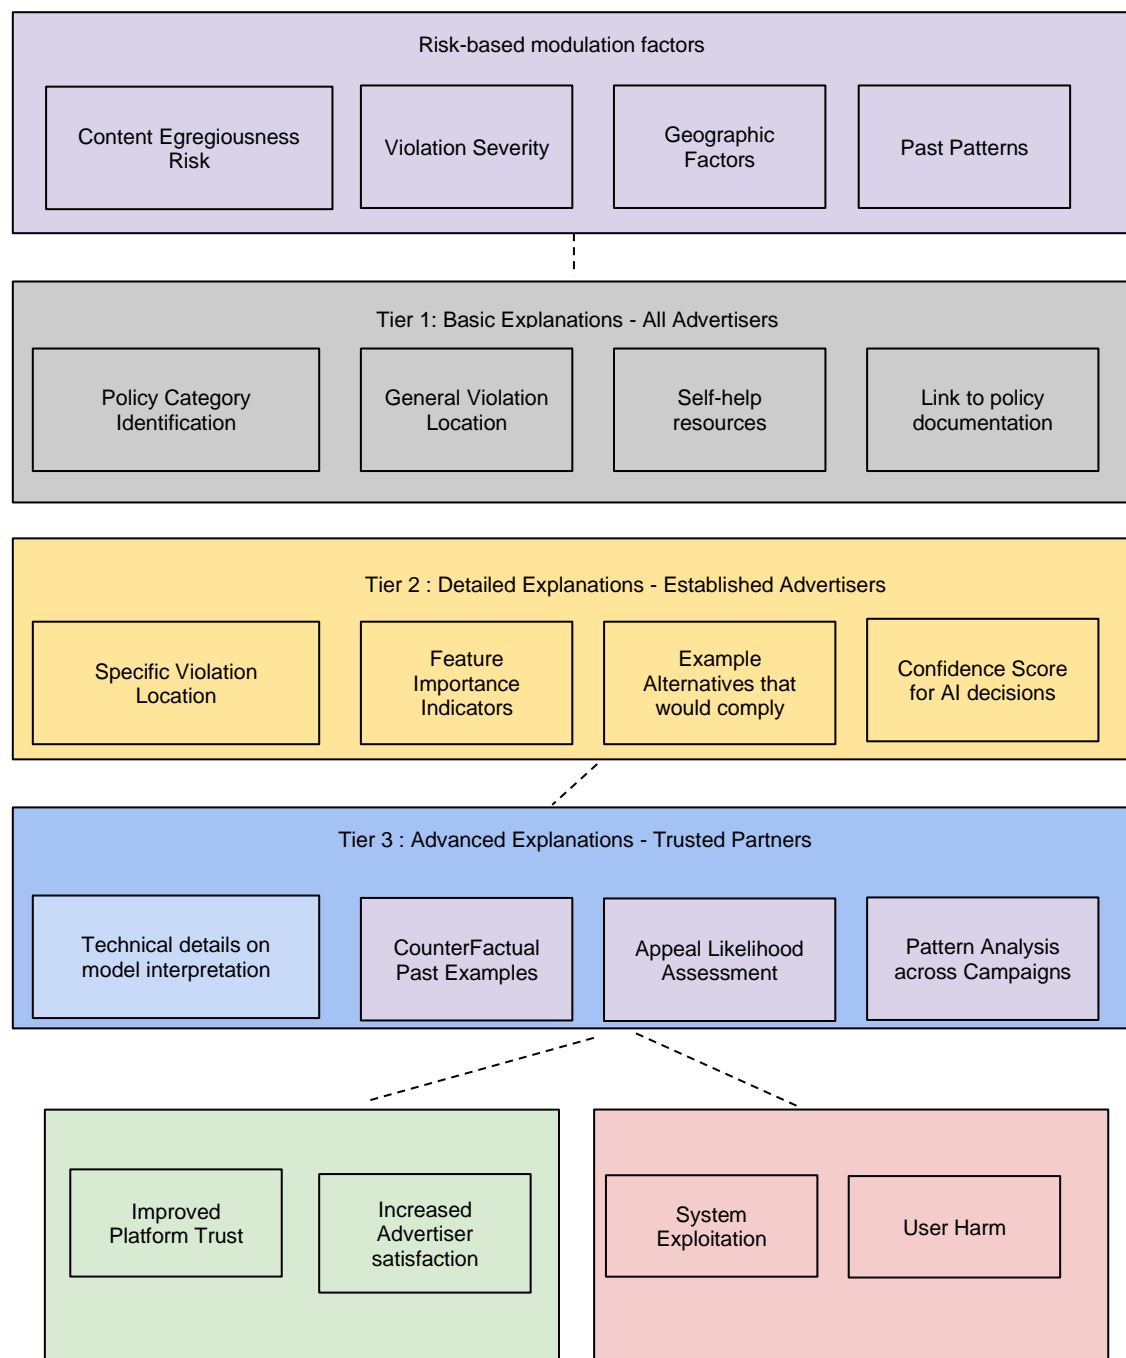 Risk-based modulation factors
Content Egregiousness
Risk
Violation Severity
Geographic
Factors
Past Patterns
Tier 1: Basic Explanations - All Advertisers
Policy Category
Identification
General Violation
Location
Self-help
resources
Link to policy
documentation
Tier 2 : Detailed Explanations - Established Advertisers
Specific Violation
Location
Feature
Importance
Indicators
Example
Alternatives that
would comply
Confidence Score
for AI decisions
Tier 3 : Advanced Explanations - Trusted Partners
Technical details on
model interpretation
CounterFactual
Past Examples
Appeal Likelihood
Assessment
Pattern Analysis
across Campaigns
Improved
Platform Trust
Increased
Advertiser
satisfaction
System
Exploitation
User Harm